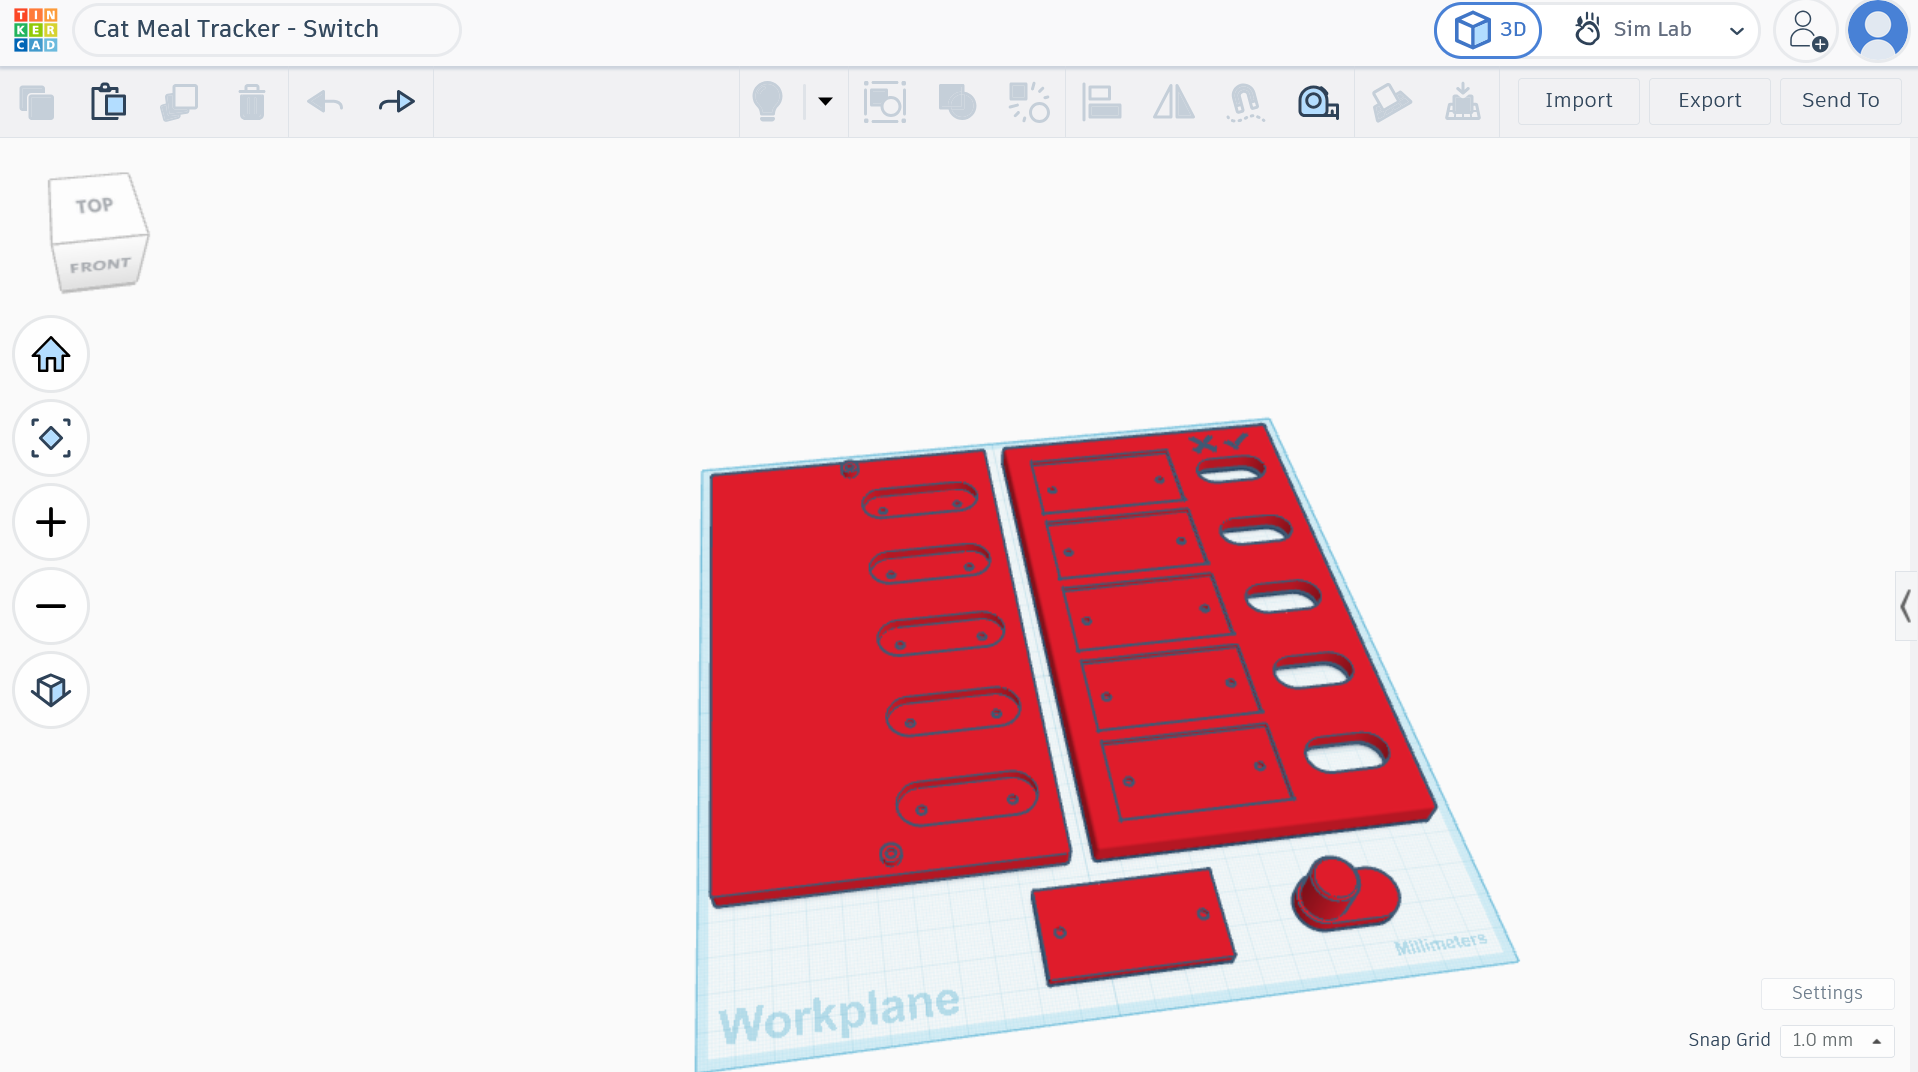 TIN
KER
CAD
Cat Meal Tracker - Switch
3D
Sim Lab
Import
Export
Send To
TOP
FRONT
Millimeters
Workplane
Settings
Snap Grid
1.0 mm